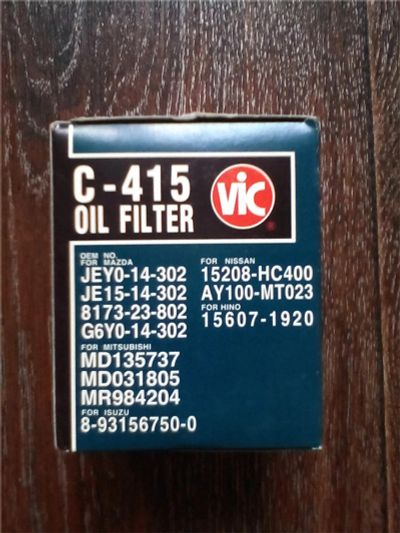 C-415
OIL FILTER
VIC
®
OEM NO.
FOR MAZDA
JEY0-14-302
JE15-14-302
8173-23-802
G6Y0-14-302
FOR MITSUBISHI
MD135737
MD031805
MR984204
FOR ISUZU
8-93156750-0
FOR NISSAN
15208-HC400
AY100-MT023
FOR HINO
15607-1920